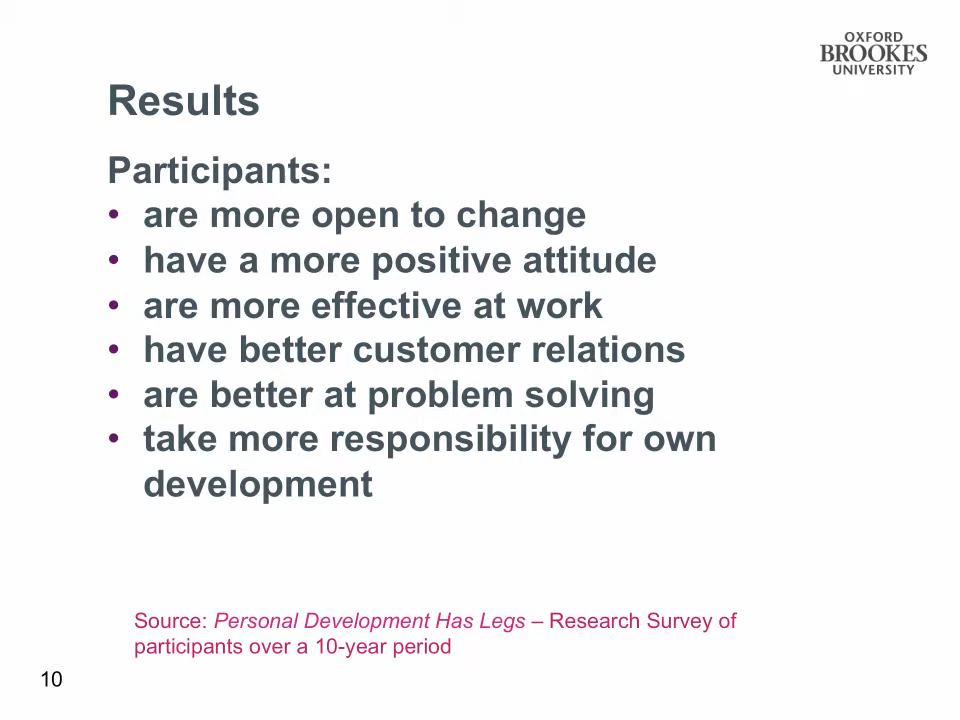 OXFORD
BROOKES
UNIVERSITY
Results
Participants:
• are more open to change
• have a more positive attitude
• are more effective at work
• have better customer relations
• are better at problem solving
• take more responsibility for own
development
Source: Personal Development Has Legs – Research Survey of
participants over a 10-year period
10